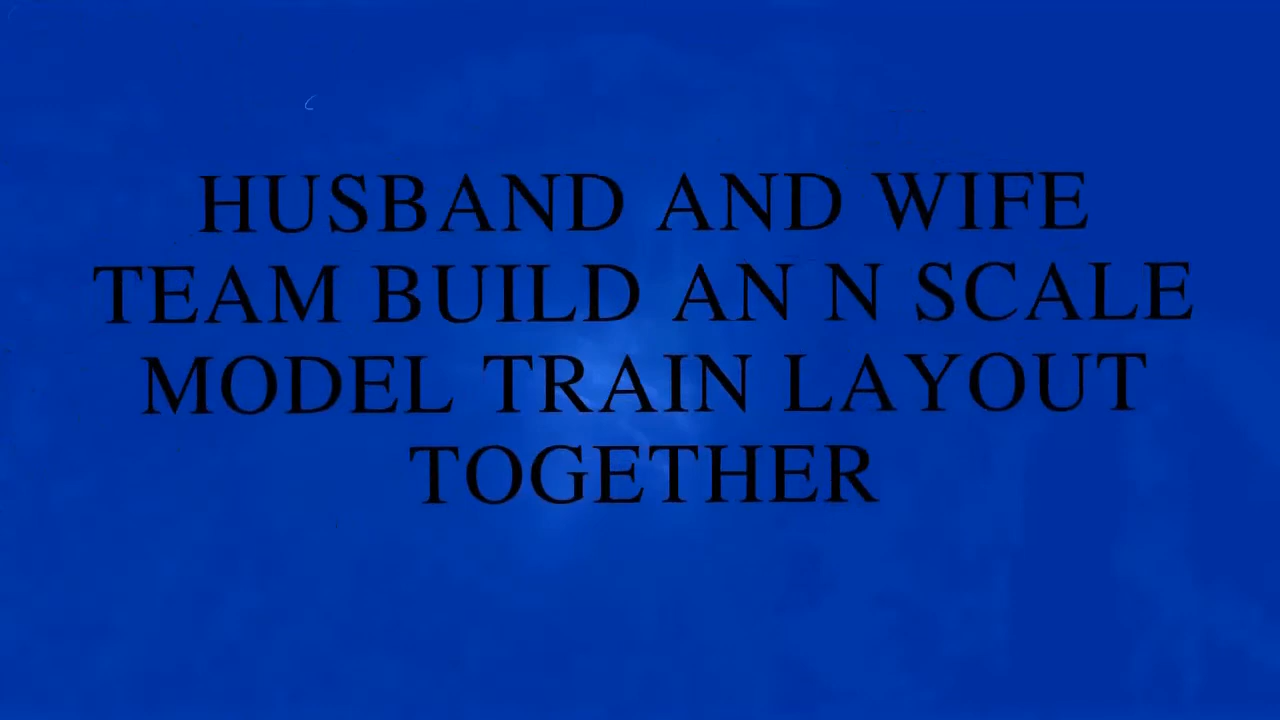 HUSBAND AND WIFE
TEAM BUILD AN N SCALE
MODEL TRAIN LAYOUT
TOGETHER